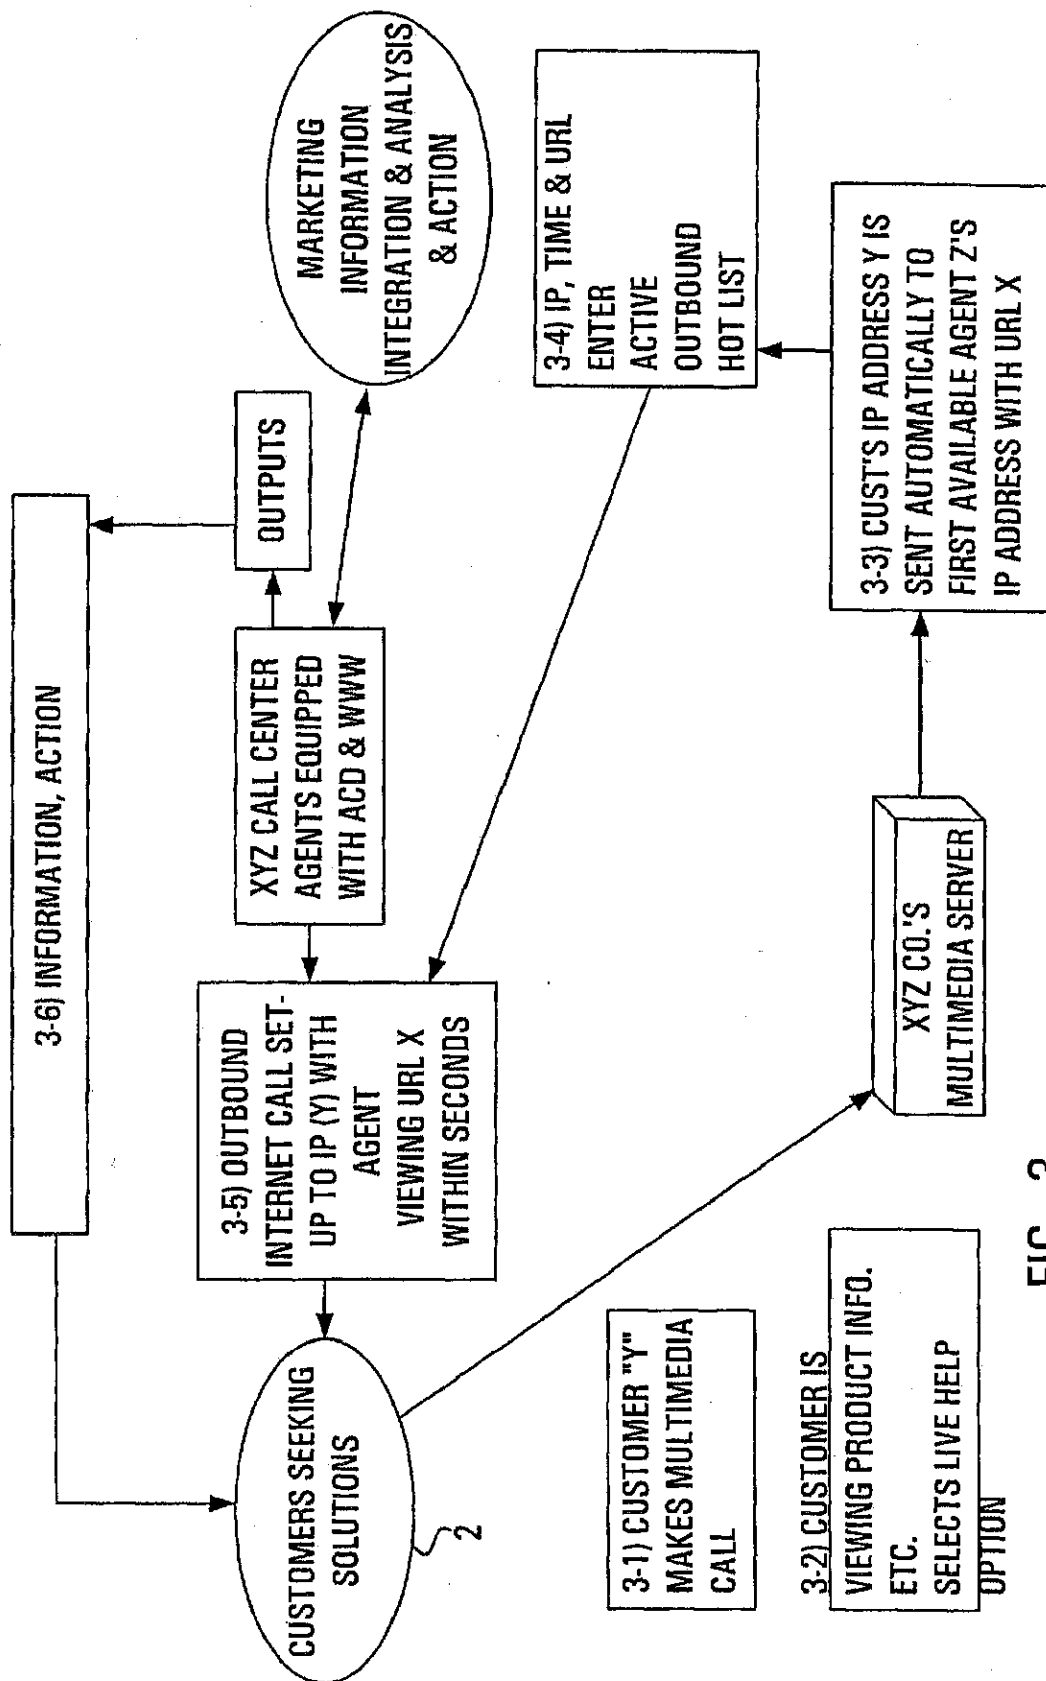 3-6) INFORMATION, ACTION
CUSTOMERS SEEKING
SOLUTIONS
2
3-5) OUTBOUND
INTERNET CALL SET-
UP TO IP (Y) WITH
AGENT
VIEWING URL X
WITHIN SECONDS
XYZ CALL CENTER
AGENTS EQUIPPED
WITH ACD & WWW
OUTPUTS
MARKETING
INFORMATION
INTEGRATION & ANALYSIS
& ACTION
3-1) CUSTOMER "Y"
MAKES MULTIMEDIA
CALL
3-2) CUSTOMER IS
VIEWING PRODUCT INFO.
ETC.
SELECTS LIVE HELP
OPTION
XYZ CO.'S
MULTIMEDIA SERVER
3-3) CUST'S IP ADDRESS Y IS
SENT AUTOMATICALLY TO
FIRST AVAILABLE AGENT Z'S
IP ADDRESS WITH URL X
3-4) IP, TIME & URL
ENTER
ACTIVE
OUTBOUND
HOT LIST
FIG.